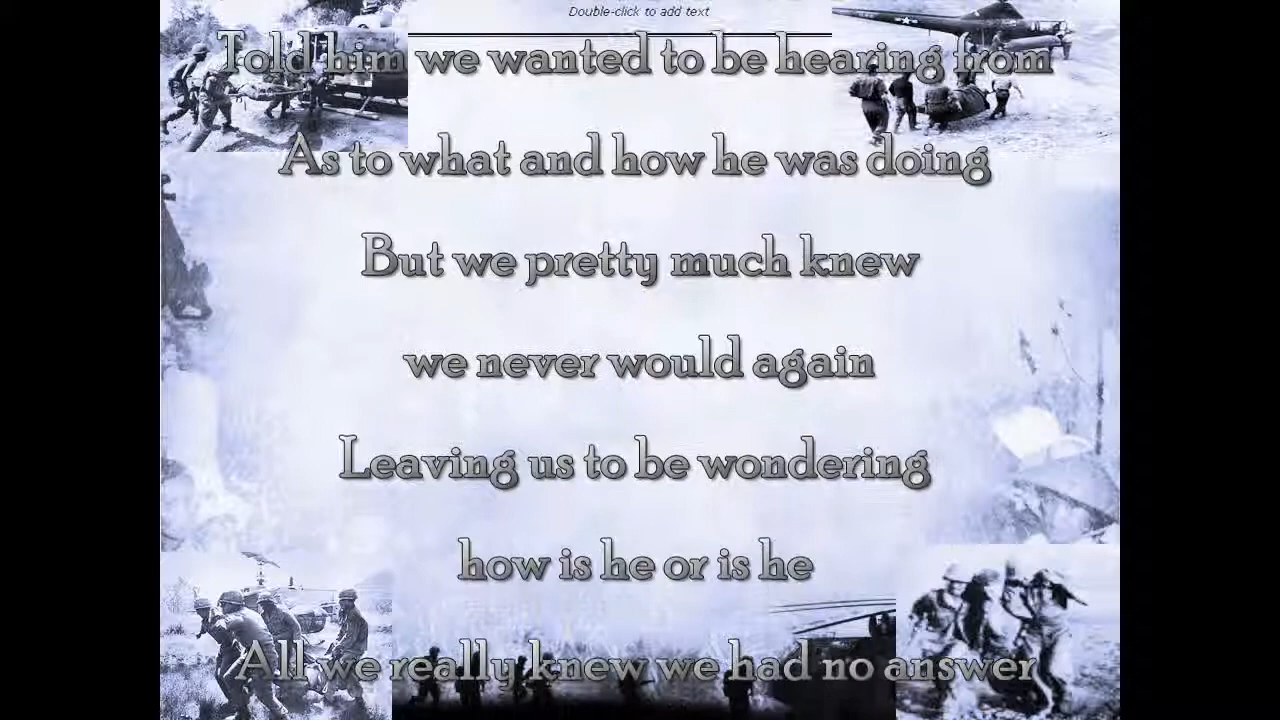 Double-click to add text
Told him we wanted to be hearing from
As to what and how he was doing
But we pretty much knew
we never would again
Leaving us to be wondering
how is he or is he
All we really knew we had no answer